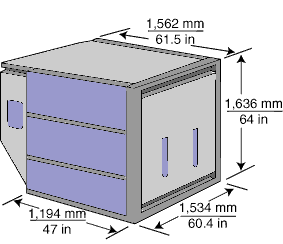 1,562 mm
61.5 in
1,636 mm
64 in
1,194 mm
47 in
1,534 mm
60.4 in